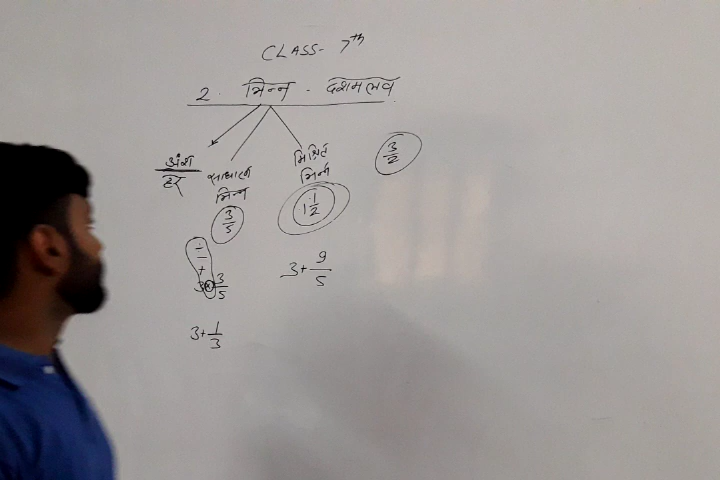 CLASS- 7th
2. भिन्न - दशमलव
अंश
हर
साधारण
भिन्न
3/5
मिश्रित
भिन्न
1 1/2
3/2
÷
-
+
3 × 3/5
3 + 9/5
3 + 1/3